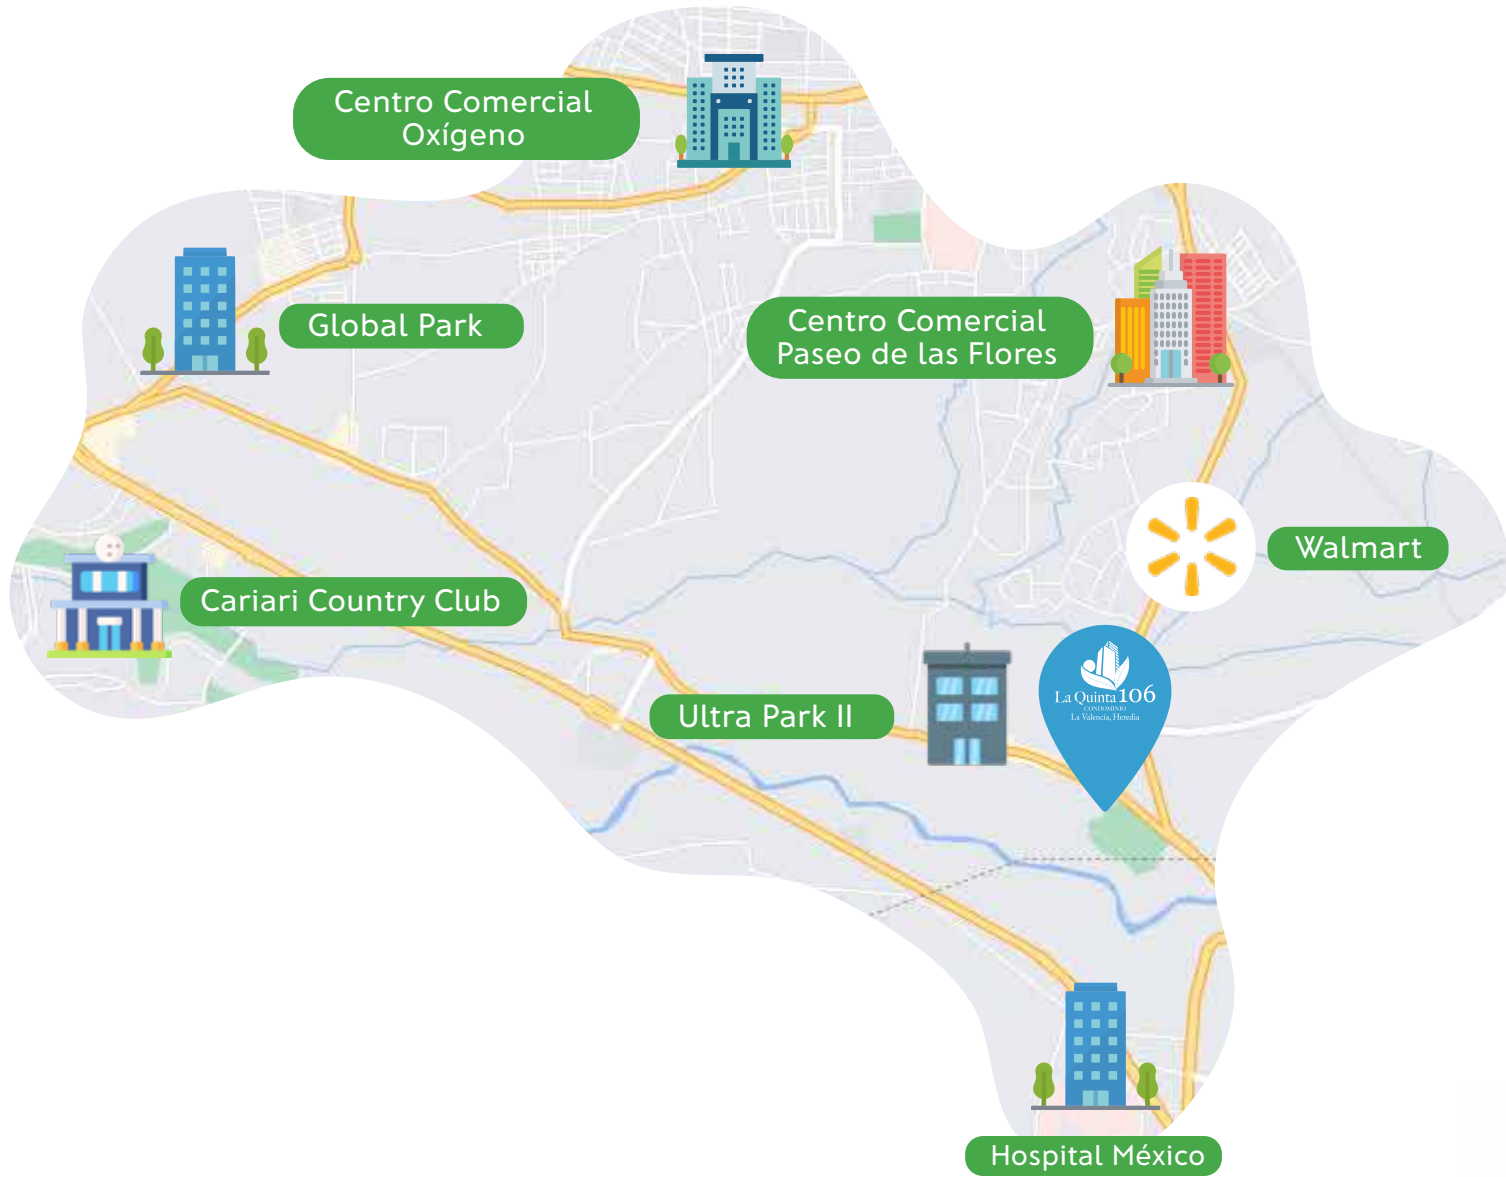 Centro Comercial
Oxígeno
Global Park
Centro Comercial
Paseo de las Flores
Walmart
Cariari Country Club
La Quinta 106
CONDOMINIO
La Valencia, Heredia
Ultra Park II
Hospital México